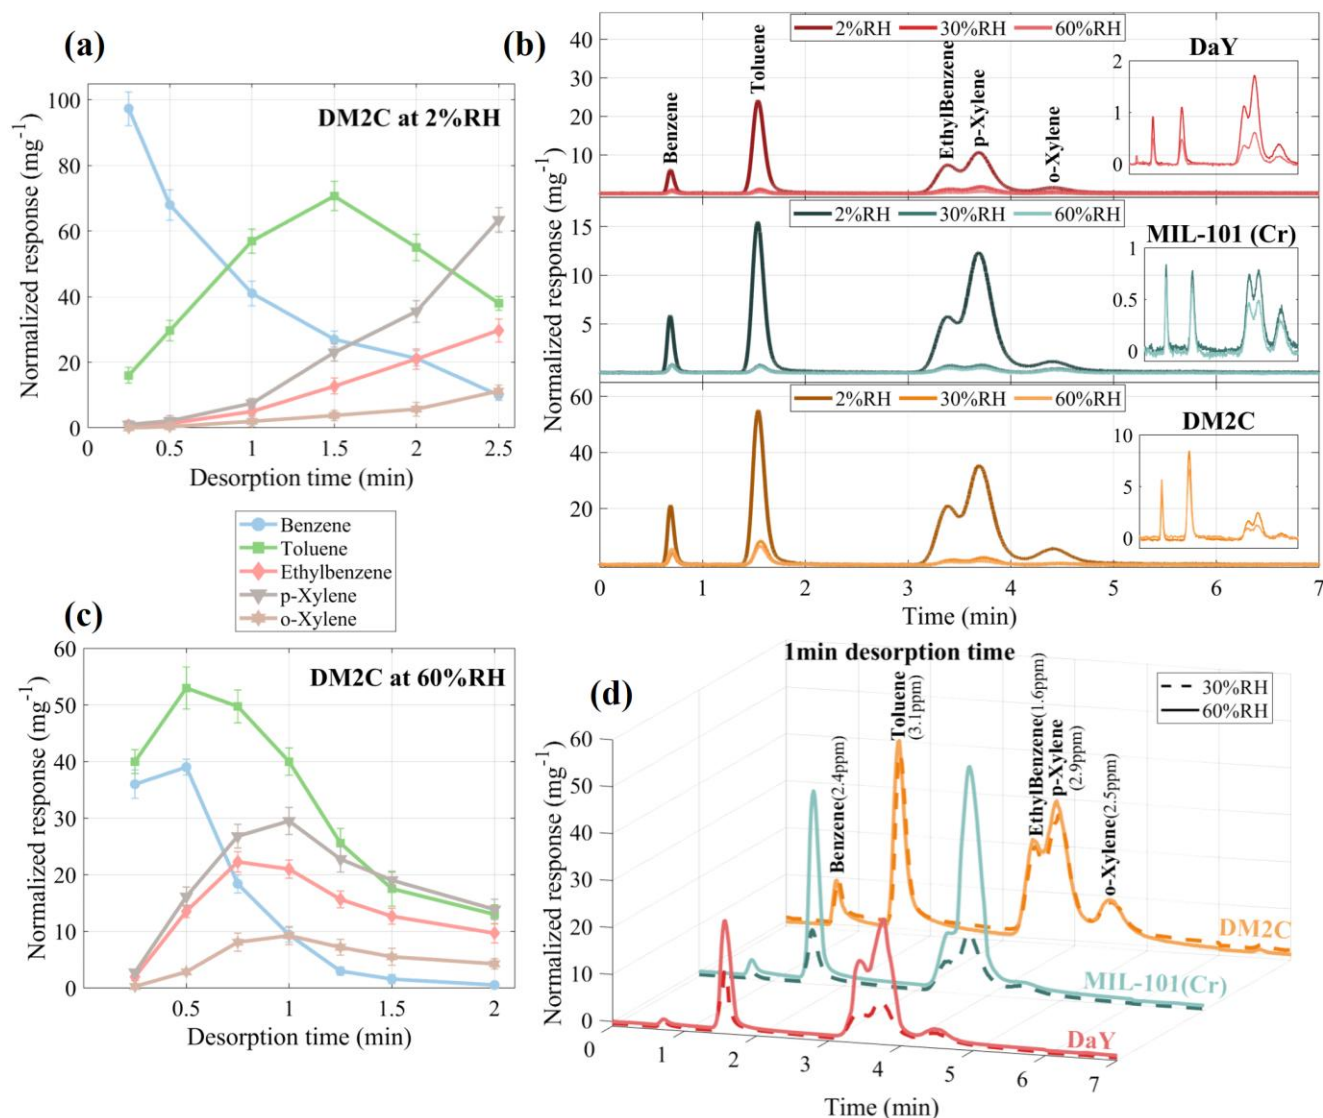 (a)
DM2C at 2%RH
Normalized response (mg⁻¹)
100
80
60
40
20
0
0 0.5 1 1.5 2 2.5
Desorption time (min)
Benzene
Toluene
Ethylbenzene
p-Xylene
o-Xylene
(b)
2%RH 30%RH 60%RH
DaY
Benzene
Toluene
EthylBenzene
p-Xylene
o-Xylene
40
30
20
10
2
1
0
2%RH 30%RH 60%RH
MIL-101 (Cr)
Normalized response (mg⁻¹)
15
10
5
1
0.5
0
2%RH 30%RH 60%RH
DM2C
60
40
20
10
5
0
0 1 2 3 4 5 6 7
Time (min)
(c)
DM2C at 60%RH
Normalized response (mg⁻¹)
60
50
40
30
20
10
0
0.5 1 1.5 2
Desorption time (min)
(d)
1min desorption time
30%RH
60%RH
Normalized response (mg⁻¹)
60
50
40
30
20
10
0
Benzene(2.4ppm)
Toluene
(3.1ppm)
EthylBenzene(1.6ppm)
p-Xylene
(2.9ppm)
o-Xylene(2.5ppm)
DM2C
MIL-101(Cr)
DaY
0 1 2 3 4 5 6 7
Time (min)